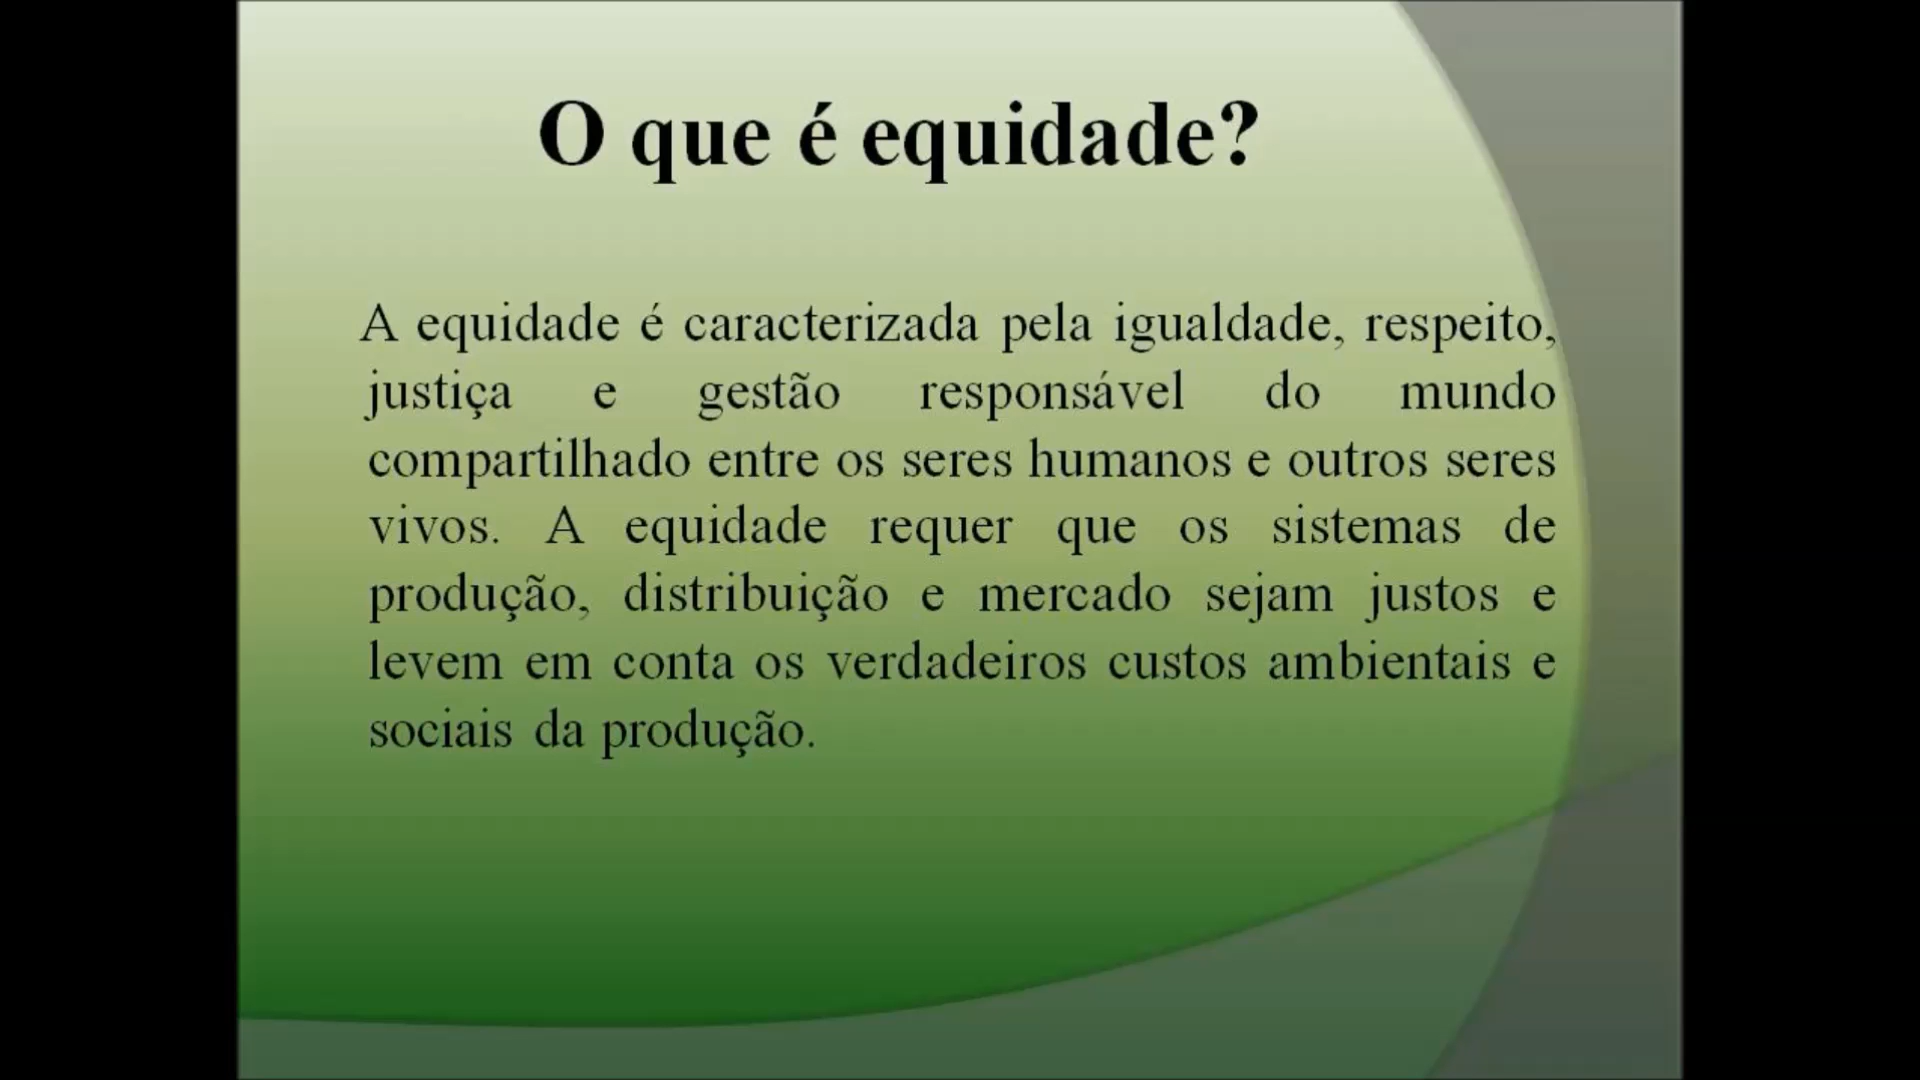 O que é equidade?
A equidade é caracterizada pela igualdade, respeito,
justiça e gestão responsável do mundo
compartilhado entre os seres humanos e outros seres
vivos. A equidade requer que os sistemas de
produção, distribuição e mercado sejam justos e
levem em conta os verdadeiros custos ambientais e
sociais da produção.